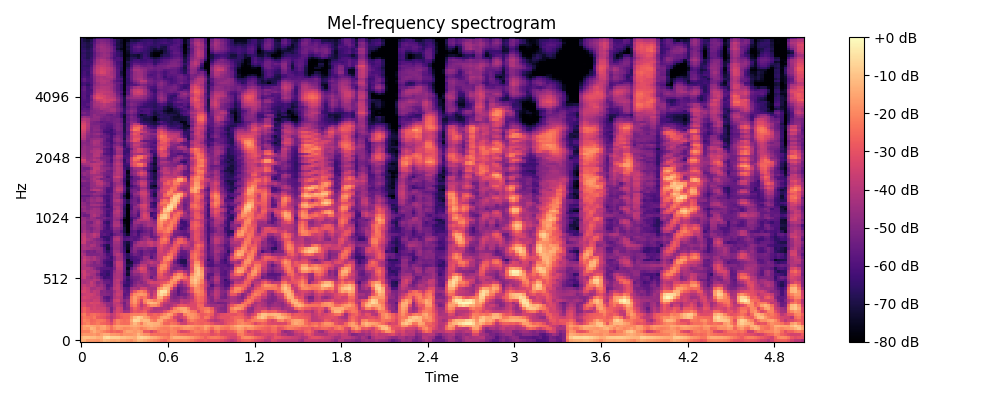 Mel-frequency spectrogram
+0 dB
4096
-10 dB
-20 dB
2048
-30 dB
Hz
1024
-40 dB
-50 dB
512
-60 dB
-70 dB
0
-80 dB
0 0.6 1.2 1.8 2.4 3 3.6 4.2 4.8
Time